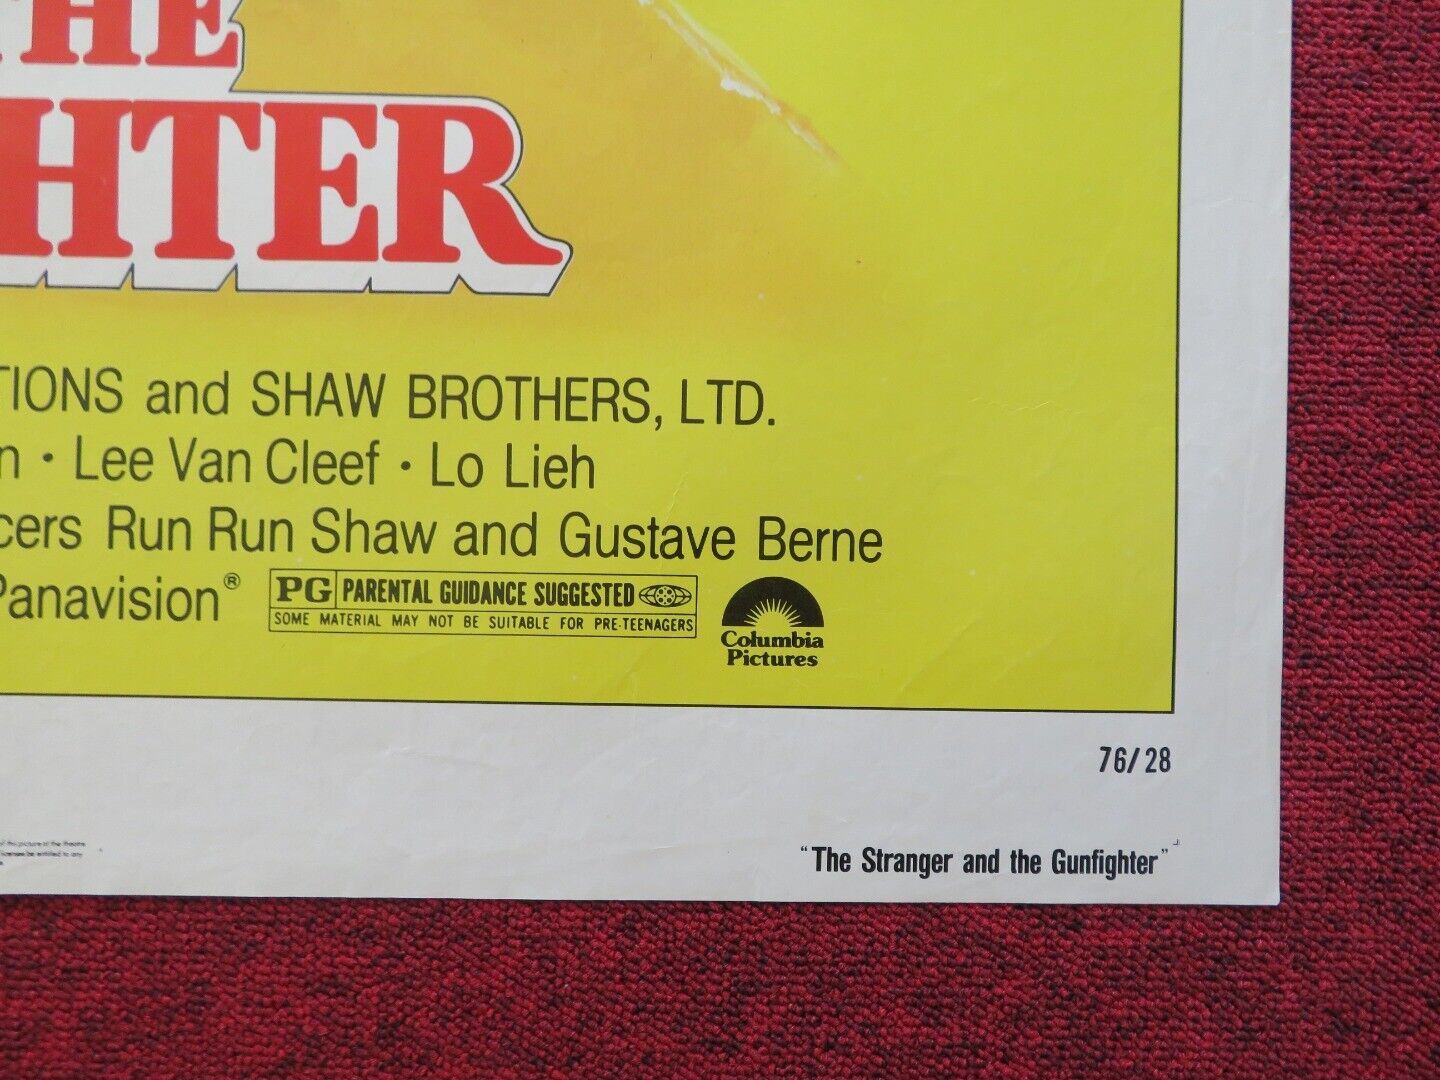 THE
HTER
TIONS and SHAW BROTHERS, LTD.
n · Lee Van Cleef · Lo Lieh
cers Run Run Shaw and Gustave Berne
Panavision®
PG PARENTAL GUIDANCE SUGGESTED
SOME MATERIAL MAY NOT BE SUITABLE FOR PRE-TEENAGERS
Columbia
Pictures
76/28
"The Stranger and the Gunfighter"